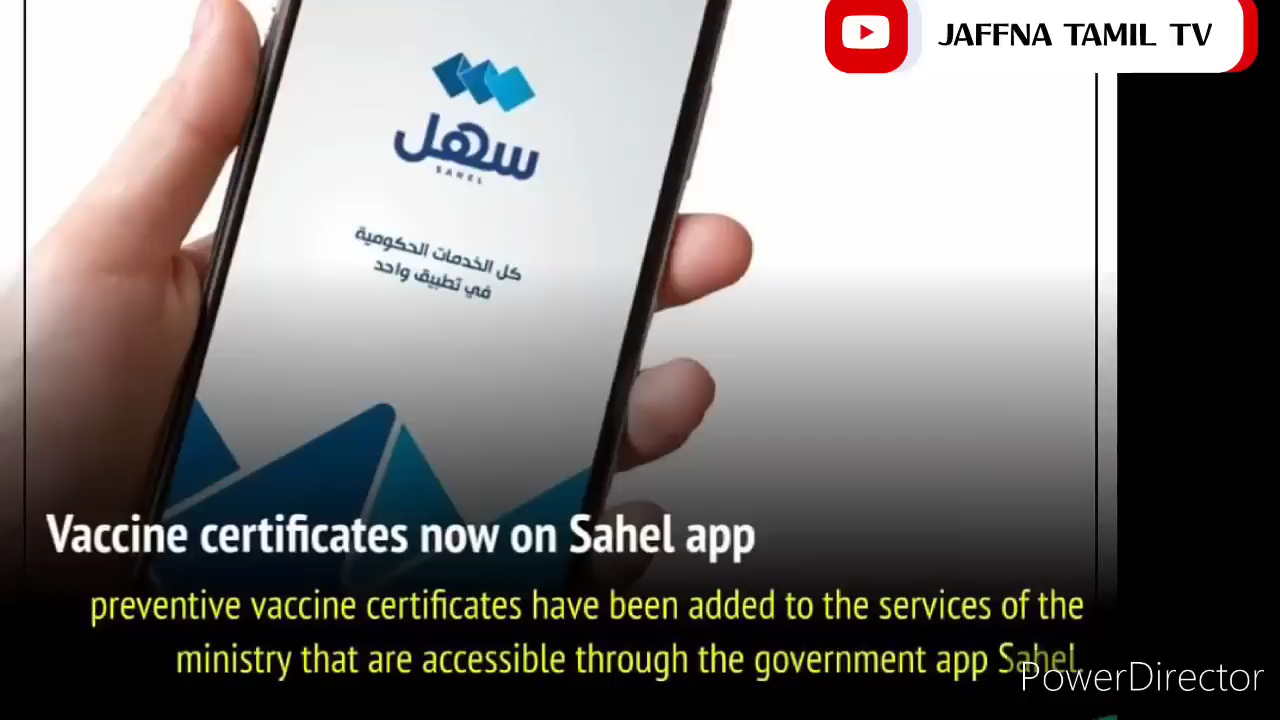 JAFFNA TAMIL TV
سهل
SAHEL
كل الخدمات الحكومية
في تطبيق واحد
Vaccine certificates now on Sahel app
preventive vaccine certificates have been added to the services of the
ministry that are accessible through the government app Sahel.
PowerDirector